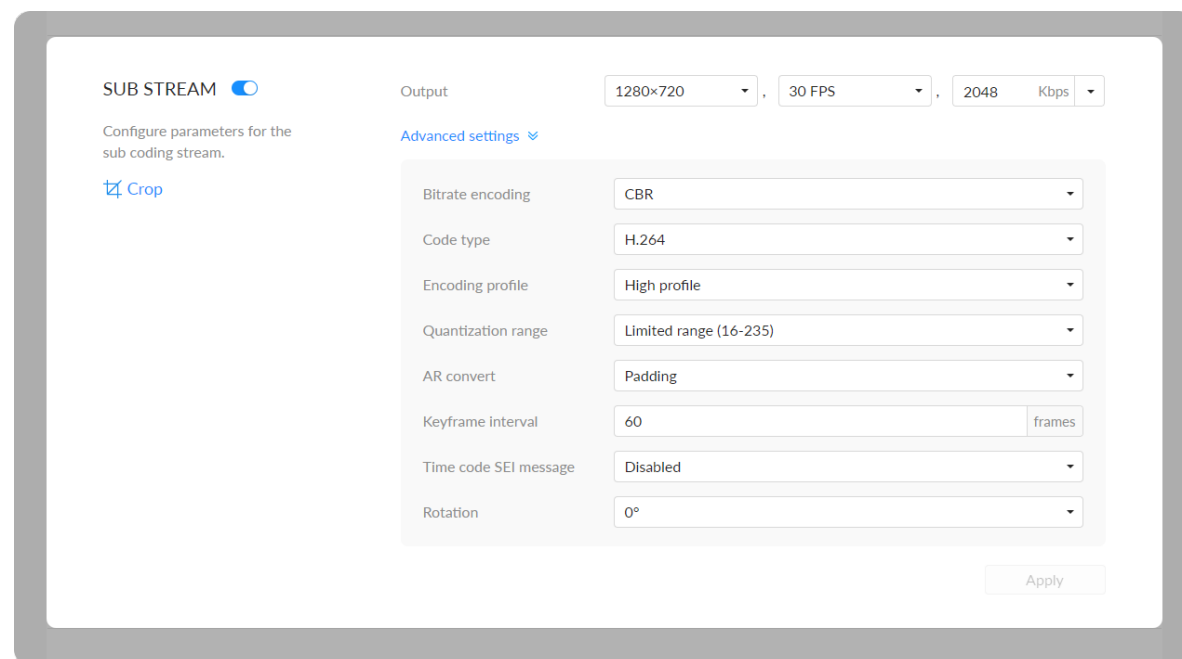 SUB STREAM
Configure parameters for the
sub coding stream.
Crop
Output 1280×720 , 30 FPS , 2048 Kbps
Advanced settings
Bitrate encoding CBR
Code type H.264
Encoding profile High profile
Quantization range Limited range (16-235)
AR convert Padding
Keyframe interval 60 frames
Time code SEI message Disabled
Rotation 0°
Apply